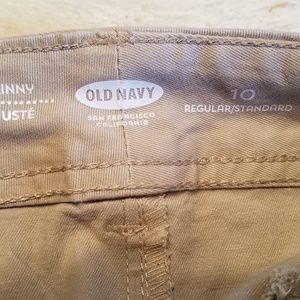 INNY
USTÉ
OLD NAVY
SAN FRANCISCO
CALIFORNIA
10
REGULAR/STANDARD